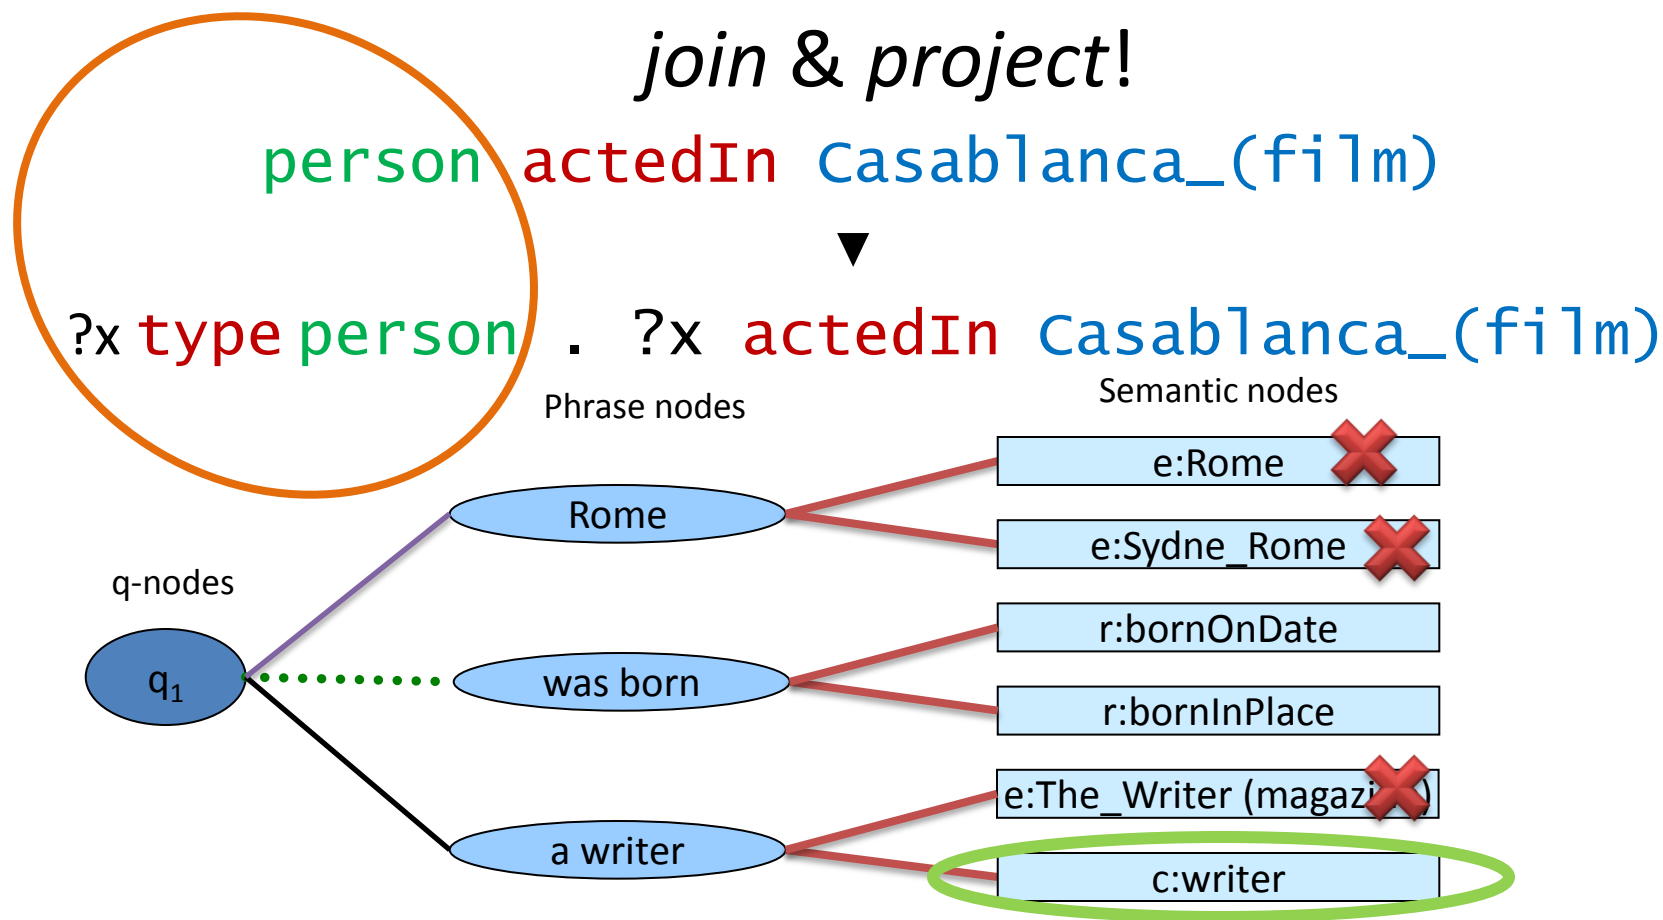 join & project!
person actedIn Casablanca_(film)
?x type person . ?x actedIn Casablanca_(film)
Phrase nodes
Semantic nodes
e:Rome
Rome
e:Sydne_Rome
q-nodes
r:bornOnDate
q1
was born
r:bornInPlace
e:The_Writer
a writer
c:writer